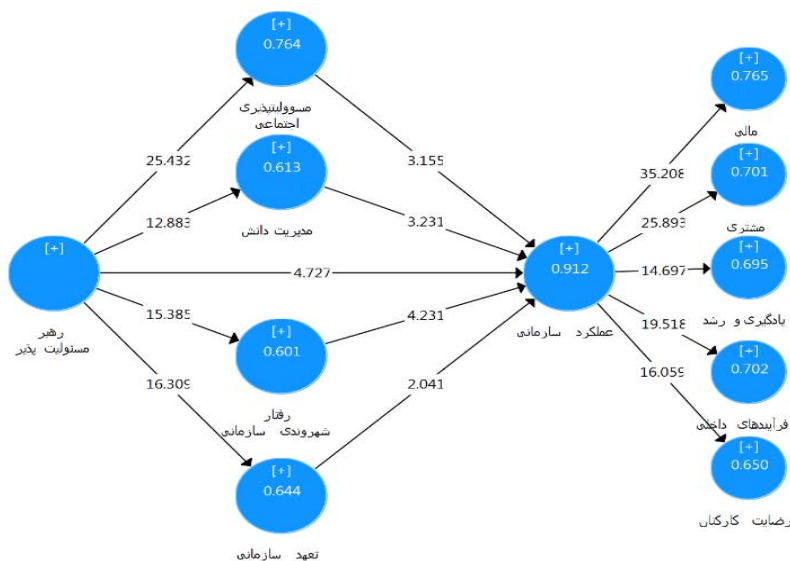 [+]
0.764
مسوولیتپذیری
اجتماعی
[+]
0.765
مالی
25.432
3.155
35.208
[+]
0.613
مدیریت دانش
[+]
0.701
مشتری
12.883
3.231
25.893
[+]
رهبر
مسئولیت پذیر
4.727
[+]
0.912
عملکرد سازمانی
14.697
[+]
0.695
یادگیری و رشد
15.385
4.231
19.518
[+]
0.601
رفتار
شهروندی سازمانی
[+]
0.702
فرآیندهای داخلی
16.309
2.041
16.059
[+]
0.644
تعهد سازمانی
[+]
0.650
رضایت کارکنان